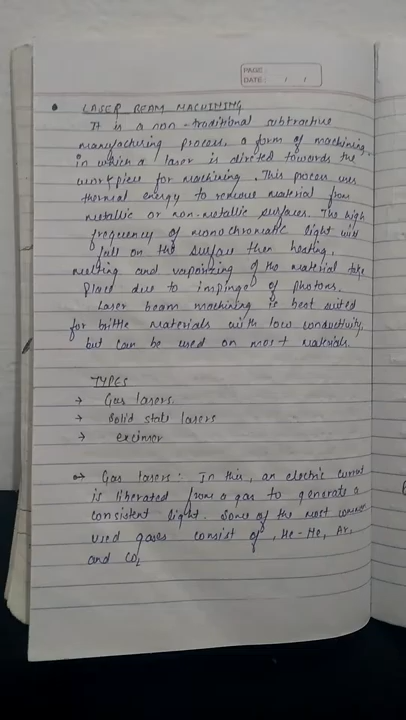 PAGE:
DATE: / /
LASER BEAM MACHINING
It is a non-traditional subtractive
manufacturing process, a form of machining,
in which a laser is directed towards the
workpiece for machining. This process uses
thermal energy to remove material from
metallic or non-metallic surfaces. The high
frequency of monochromatic light will
fall on the surface then heating,
melting and vaporizing of the material take
place due to impinge of photons.
Laser beam machining is best suited
for brittle materials with low conductivity,
but can be used on most materials.
TYPES
→ Gas lasers
→ Solid state lasers
→ excimer
→ Gas lasers: In this, an electric current
is liberated from a gas to generate a
consistent light. Some of the most common
used gases consist of, He-Ne, Ar,
and CO2